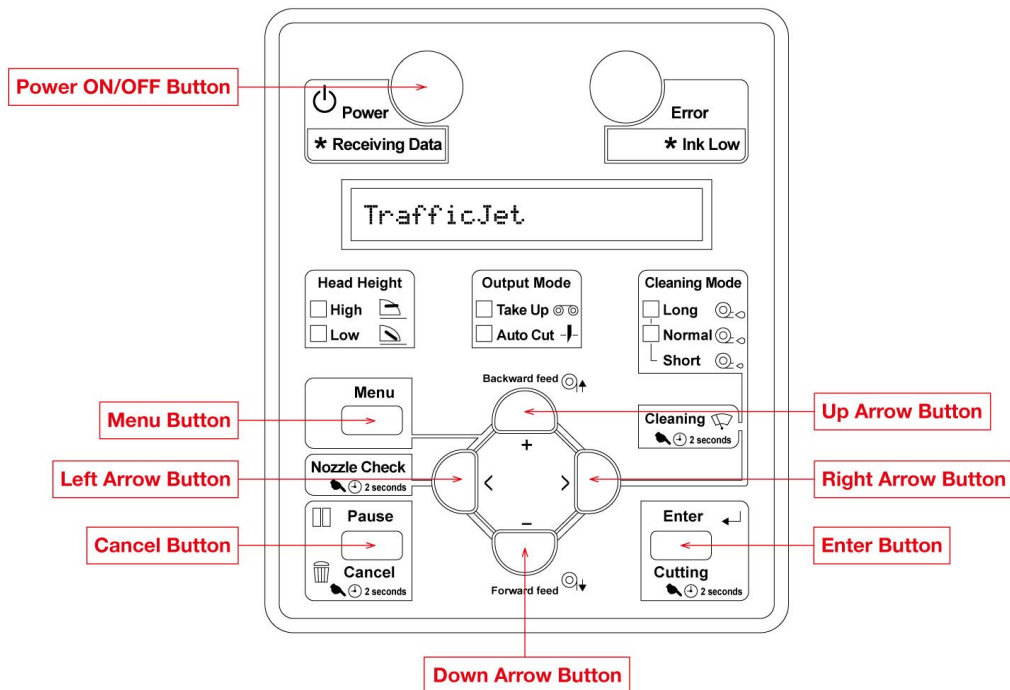 Power ON/OFF Button
Power
Error
* Receiving Data
* Ink Low
TrafficJet
Head Height
High
Low
Output Mode
Take Up
Auto Cut
Cleaning Mode
Long
Normal
Short
Backward feed
Menu
Menu Button
Up Arrow Button
Cleaning
2 seconds
+
Left Arrow Button
Nozzle Check
2 seconds
<
>
Right Arrow Button
Pause
Cancel Button
Cancel
2 seconds
−
Forward feed
Enter
Enter Button
Cutting
2 seconds
Down Arrow Button